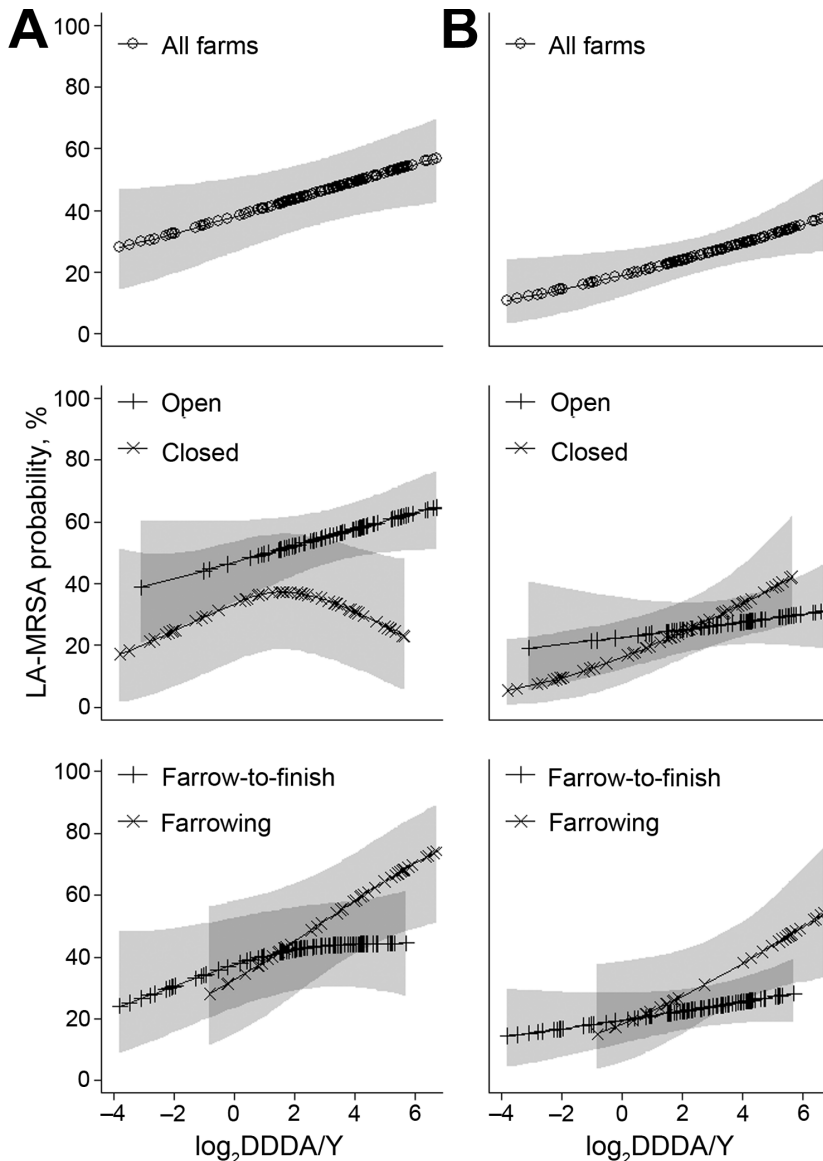 A B
All farms All farms
100
80
60
40
20
0
LA-MRSA probability, %
100
80
60
40
20
0
Open Open
Closed Closed
100
80
60
40
20
0
Farrow-to-finish Farrow-to-finish
Farrowing Farrowing
–4 –2 0 2 4 6 –4 –2 0 2 4 6
log₂DDDA/Y log₂DDDA/Y